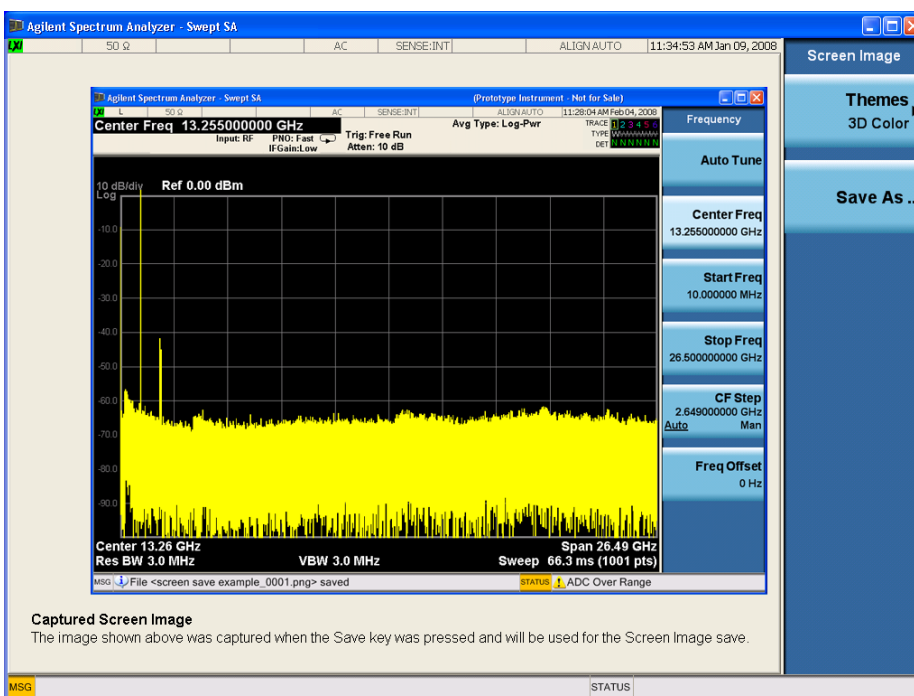 Agilent Spectrum Analyzer - Swept SA
LXI 50 Ω AC SENSE:INT ALIGN AUTO 11:34:53 AM Jan 09, 2008
Screen Image
Themes
3D Color
Save As ..
Agilent Spectrum Analyzer - Swept SA (Prototype Instrument - Not for Sale)
LXI L 50 Ω AC SENSE:INT ALIGN AUTO 11:28:04 AM Feb 04, 2008
Center Freq 13.255000000 GHz
Input: RF PNO: Fast
IFGain:Low
Trig: Free Run
Atten: 10 dB
Avg Type: Log-Pwr
TRACE 1 2 3 4 5 6
TYPE
DET N N N N N N
Frequency
Auto Tune
Center Freq
13.255000000 GHz
Start Freq
10.000000 MHz
Stop Freq
26.500000000 GHz
CF Step
2.649000000 GHz
Auto Man
Freq Offset
0 Hz
10 dB/div Ref 0.00 dBm
Log
-10.0
-20.0
-30.0
-40.0
-50.0
-60.0
-70.0
-80.0
-90.0
Center 13.26 GHz Span 26.49 GHz
Res BW 3.0 MHz VBW 3.0 MHz Sweep 66.3 ms (1001 pts)
MSG File <screen save example_0001.png> saved STATUS ADC Over Range
Captured Screen Image
The image shown above was captured when the Save key was pressed and will be used for the Screen Image save.
MSG STATUS